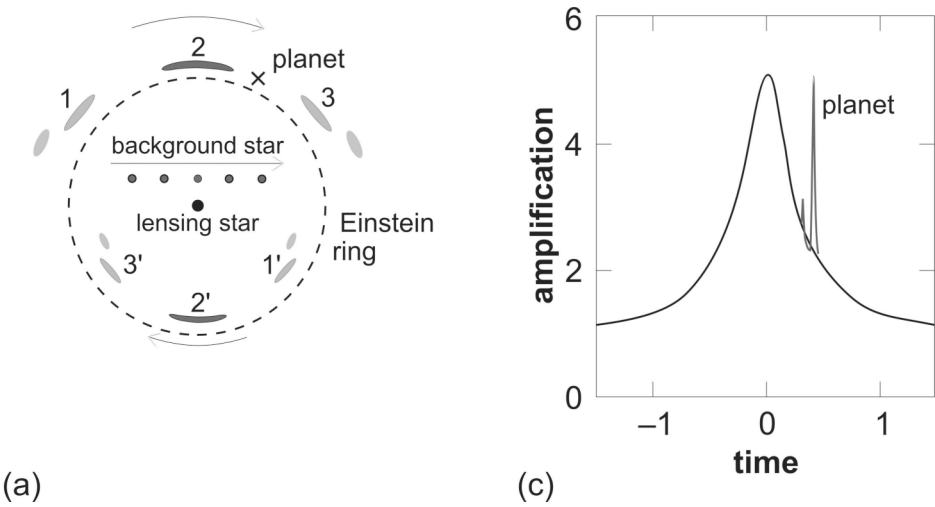 2
planet
1
3
background star
lensing star
Einstein
ring
3'
1'
2'
(a)
6
4
2
0
amplification
planet
–1
0
1
time
(c)